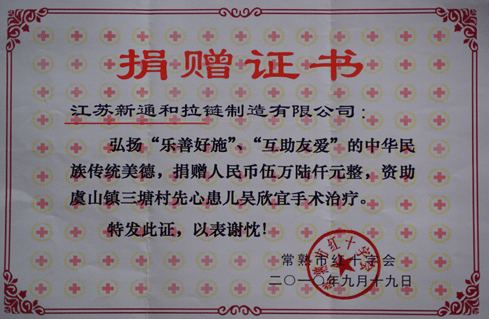 捐赠证书
江苏新通和拉链制造有限公司：
弘扬“乐善好施”、“互助友爱”的中华民
族传统美德，捐赠人民币伍万陆仟元整，资助
虞山镇三塘村先心患儿吴欣宜手术治疗。
特发此证，以表谢忱！
常熟市红十字会
二〇一〇年九月十九日